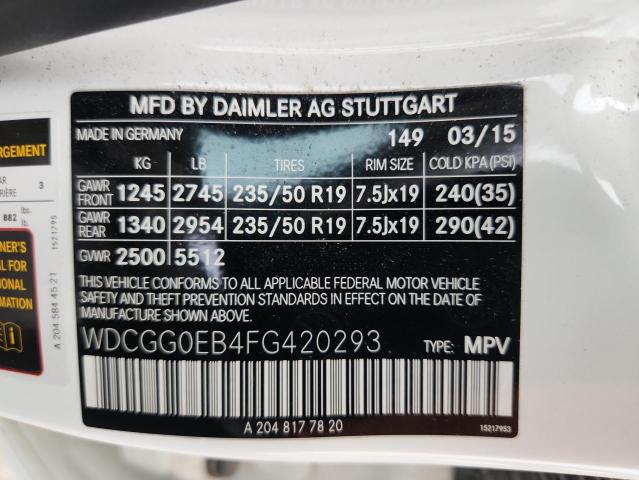 MFD BY DAIMLER AG STUTTGART
MADE IN GERMANY 149 03/15
KG LB TIRES RIM SIZE COLD KPA (PSI)
GAWR FRONT 1245 2745 235/50 R19 7.5Jx19 240(35)
GAWR REAR 1340 2954 235/50 R19 7.5Jx19 290(42)
GVWR 2500 5512
THIS VEHICLE CONFORMS TO ALL APPLICABLE FEDERAL MOTOR VEHICLE
SAFETY AND THEFT PREVENTION STANDARDS IN EFFECT ON THE DATE
OF MANUFACTURE SHOWN ABOVE.
WDCGG0EB4FG420293 TYPE: MPV
A 204 817 78 20 15217953
3
882 lbs.
lb.
1521795
A 204 584 45 21